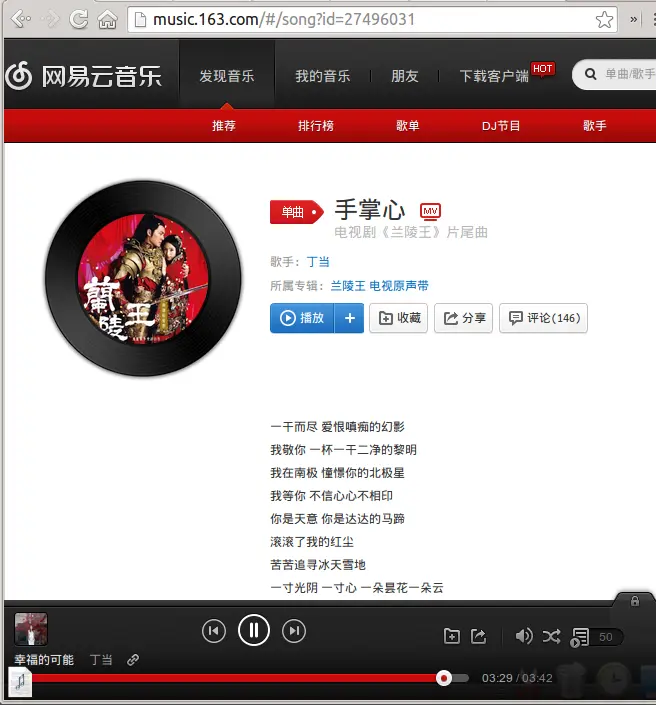 music.163.com/#/song?id=27496031
»
网易云音乐
发现音乐
我的音乐
朋友
下载客户端
HOT
单曲/歌手
推荐
排行榜
歌单
DJ节目
歌手
蘭陵王
单曲
手掌心
MV
电视剧《兰陵王》片尾曲
歌手：丁当
所属专辑：兰陵王 电视原声带
播放
+
收藏
分享
评论(146)
一干而尽 爱恨嗔痴的幻影
我敬你 一杯一干二净的黎明
我在南极 憧憬你的北极星
我等你 不信心心不相印
你是天意 你是达达的马蹄
滚滚了我的红尘
苦苦追寻冰天雪地
一寸光阴 一寸心 一朵昙花一朵云
50
幸福的可能 丁当
03:29 / 03:42